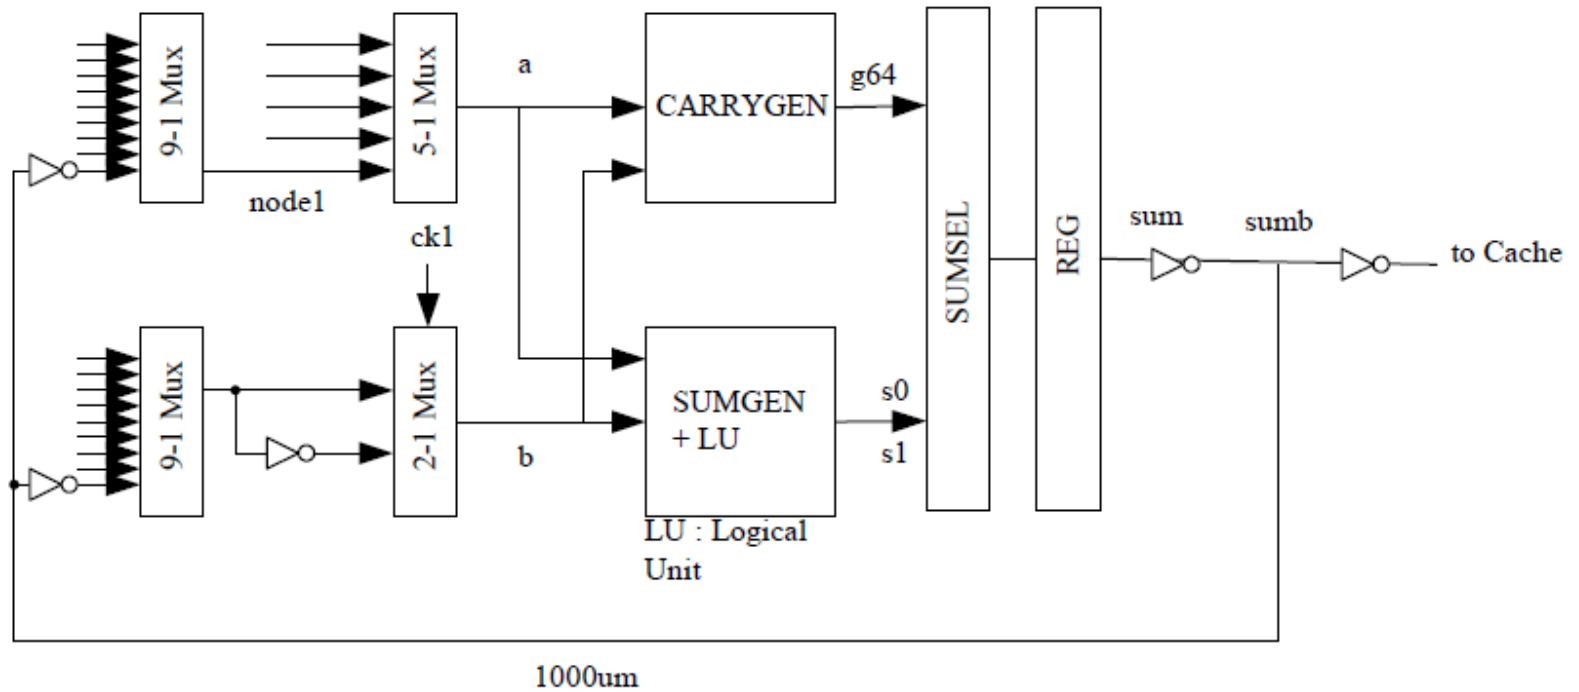 9-1 Mux
5-1 Mux
a
CARRYGEN
g64
node1
ck1
SUMSEL
REG
sum
sumb
to Cache
9-1 Mux
2-1 Mux
b
SUMGEN
+ LU
s0
s1
LU : Logical
Unit
1000um